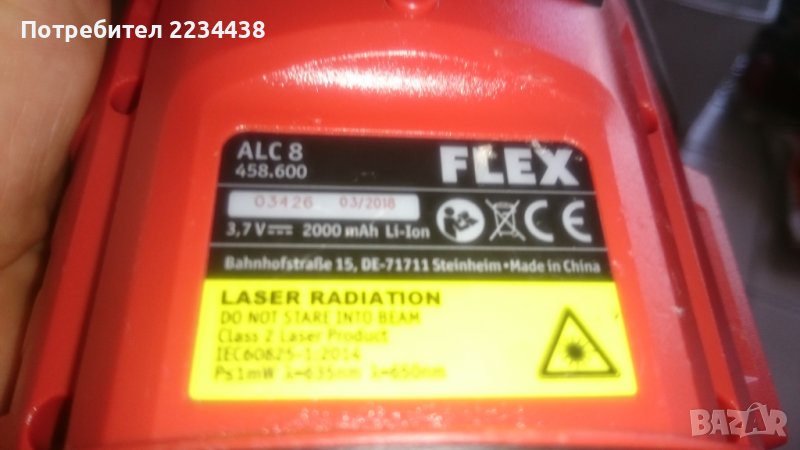 Потребител 2234438
ALC 8
FLEX
458.600
03426 03/2018
3,7 V 2000 mAh Li-Ion
CE
Bahnhofstraße 15, DE-71711 Steinheim • Made in China
LASER RADIATION
DO NOT STARE INTO BEAM
Class 2 Laser Product
IEC60825-1:2014
P≤1mW λ=635nm λ=650nm
BAZAR